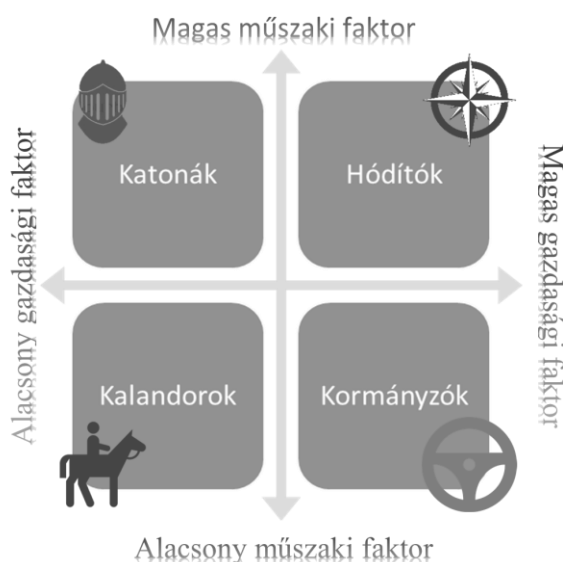 Magas műszaki faktor
Alacsony gazdasági faktor
Katonák
Hódítók
Magas gazdasági faktor
Kalandorok
Kormányzók
Alacsony műszaki faktor